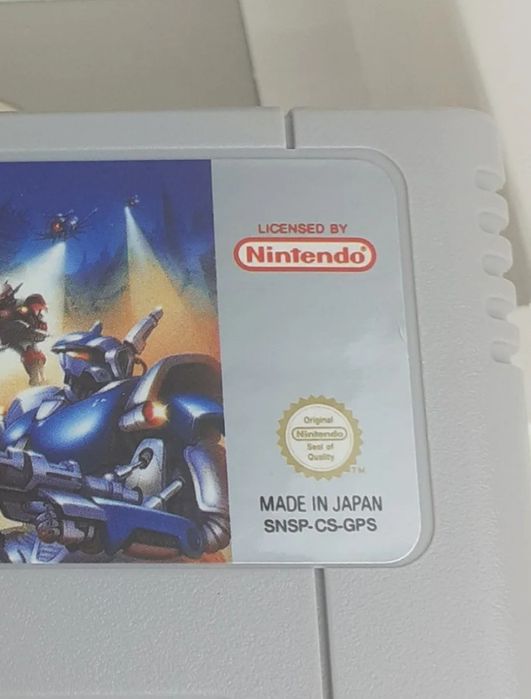 LICENSED BY
Nintendo®
Original
Nintendo
Seal of
Quality
TM
MADE IN JAPAN
SNSP-CS-GPS